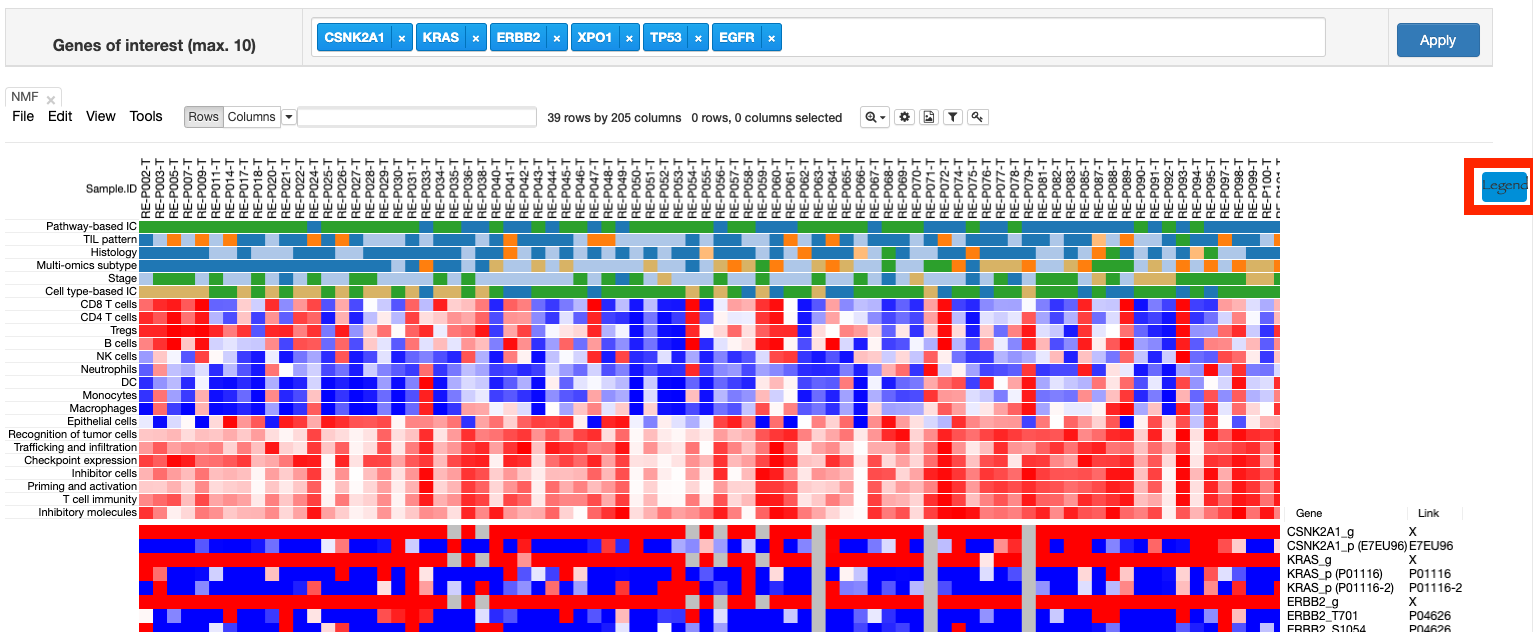 Genes of interest (max. 10)
CSNK2A1 × KRAS × ERBB2 × XPO1 × TP53 × EGFR ×
Apply
NMF ×
File Edit View Tools Rows Columns 39 rows by 205 columns 0 rows, 0 columns selected
Sample.ID
RE-P002-T
RE-P003-T
RE-P005-T
RE-P007-T
RE-P009-T
RE-P011-T
RE-P014-T
RE-P017-T
RE-P018-T
RE-P020-T
RE-P021-T
RE-P022-T
RE-P024-T
RE-P025-T
RE-P026-T
RE-P027-T
RE-P028-T
RE-P029-T
RE-P030-T
RE-P031-T
RE-P033-T
RE-P034-T
RE-P035-T
RE-P036-T
RE-P038-T
RE-P040-T
RE-P041-T
RE-P042-T
RE-P043-T
RE-P044-T
RE-P045-T
RE-P046-T
RE-P047-T
RE-P048-T
RE-P049-T
RE-P050-T
RE-P051-T
RE-P052-T
RE-P053-T
RE-P054-T
RE-P055-T
RE-P056-T
RE-P057-T
RE-P058-T
RE-P059-T
RE-P060-T
RE-P061-T
RE-P062-T
RE-P063-T
RE-P064-T
RE-P065-T
RE-P066-T
RE-P067-T
RE-P068-T
RE-P069-T
RE-P070-T
RE-P071-T
RE-P072-T
RE-P074-T
RE-P075-T
RE-P076-T
RE-P077-T
RE-P078-T
RE-P079-T
RE-P081-T
RE-P082-T
RE-P083-T
RE-P085-T
RE-P087-T
RE-P088-T
RE-P089-T
RE-P090-T
RE-P091-T
RE-P092-T
RE-P093-T
RE-P094-T
RE-P095-T
RE-P097-T
RE-P098-T
RE-P099-T
RE-P100-T
Legend
Pathway-based IC
TIL pattern
Histology
Multi-omics subtype
Stage
Cell type-based IC
CD8 T cells
CD4 T cells
Tregs
B cells
NK cells
Neutrophils
DC
Monocytes
Macrophages
Epithelial cells
Recognition of tumor cells
Trafficking and infiltration
Checkpoint expression
Inhibitor cells
Priming and activation
T cell immunity
Inhibitory molecules
Gene Link
CSNK2A1_g X
CSNK2A1_p (E7EU96) E7EU96
KRAS_g X
KRAS_p (P01116) P01116
KRAS_p (P01116-2) P01116-2
ERBB2_g X
ERBB2_T701 P04626
ERBB2_S1054 P04626